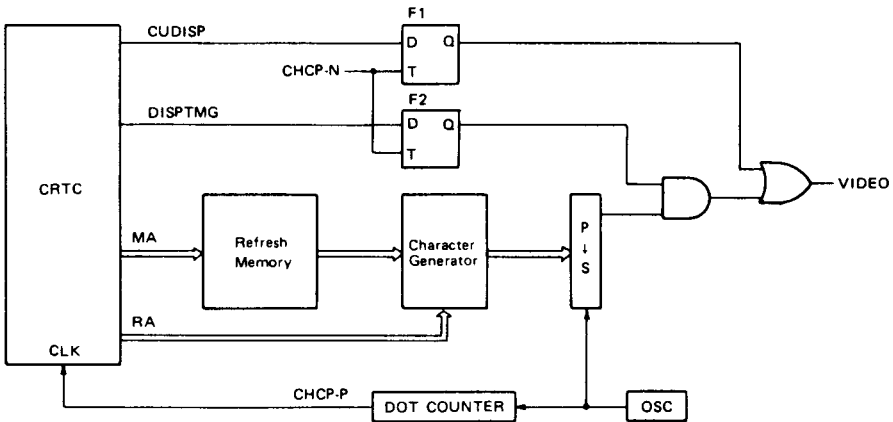 F1
CUDISP
D
Q
CHCP-N
T
F2
DISPTMG
D
Q
T
CRTC
VIDEO
MA
Refresh
Memory
Character
Generator
P
↓
S
RA
CLK
CHCP-P
DOT COUNTER
OSC